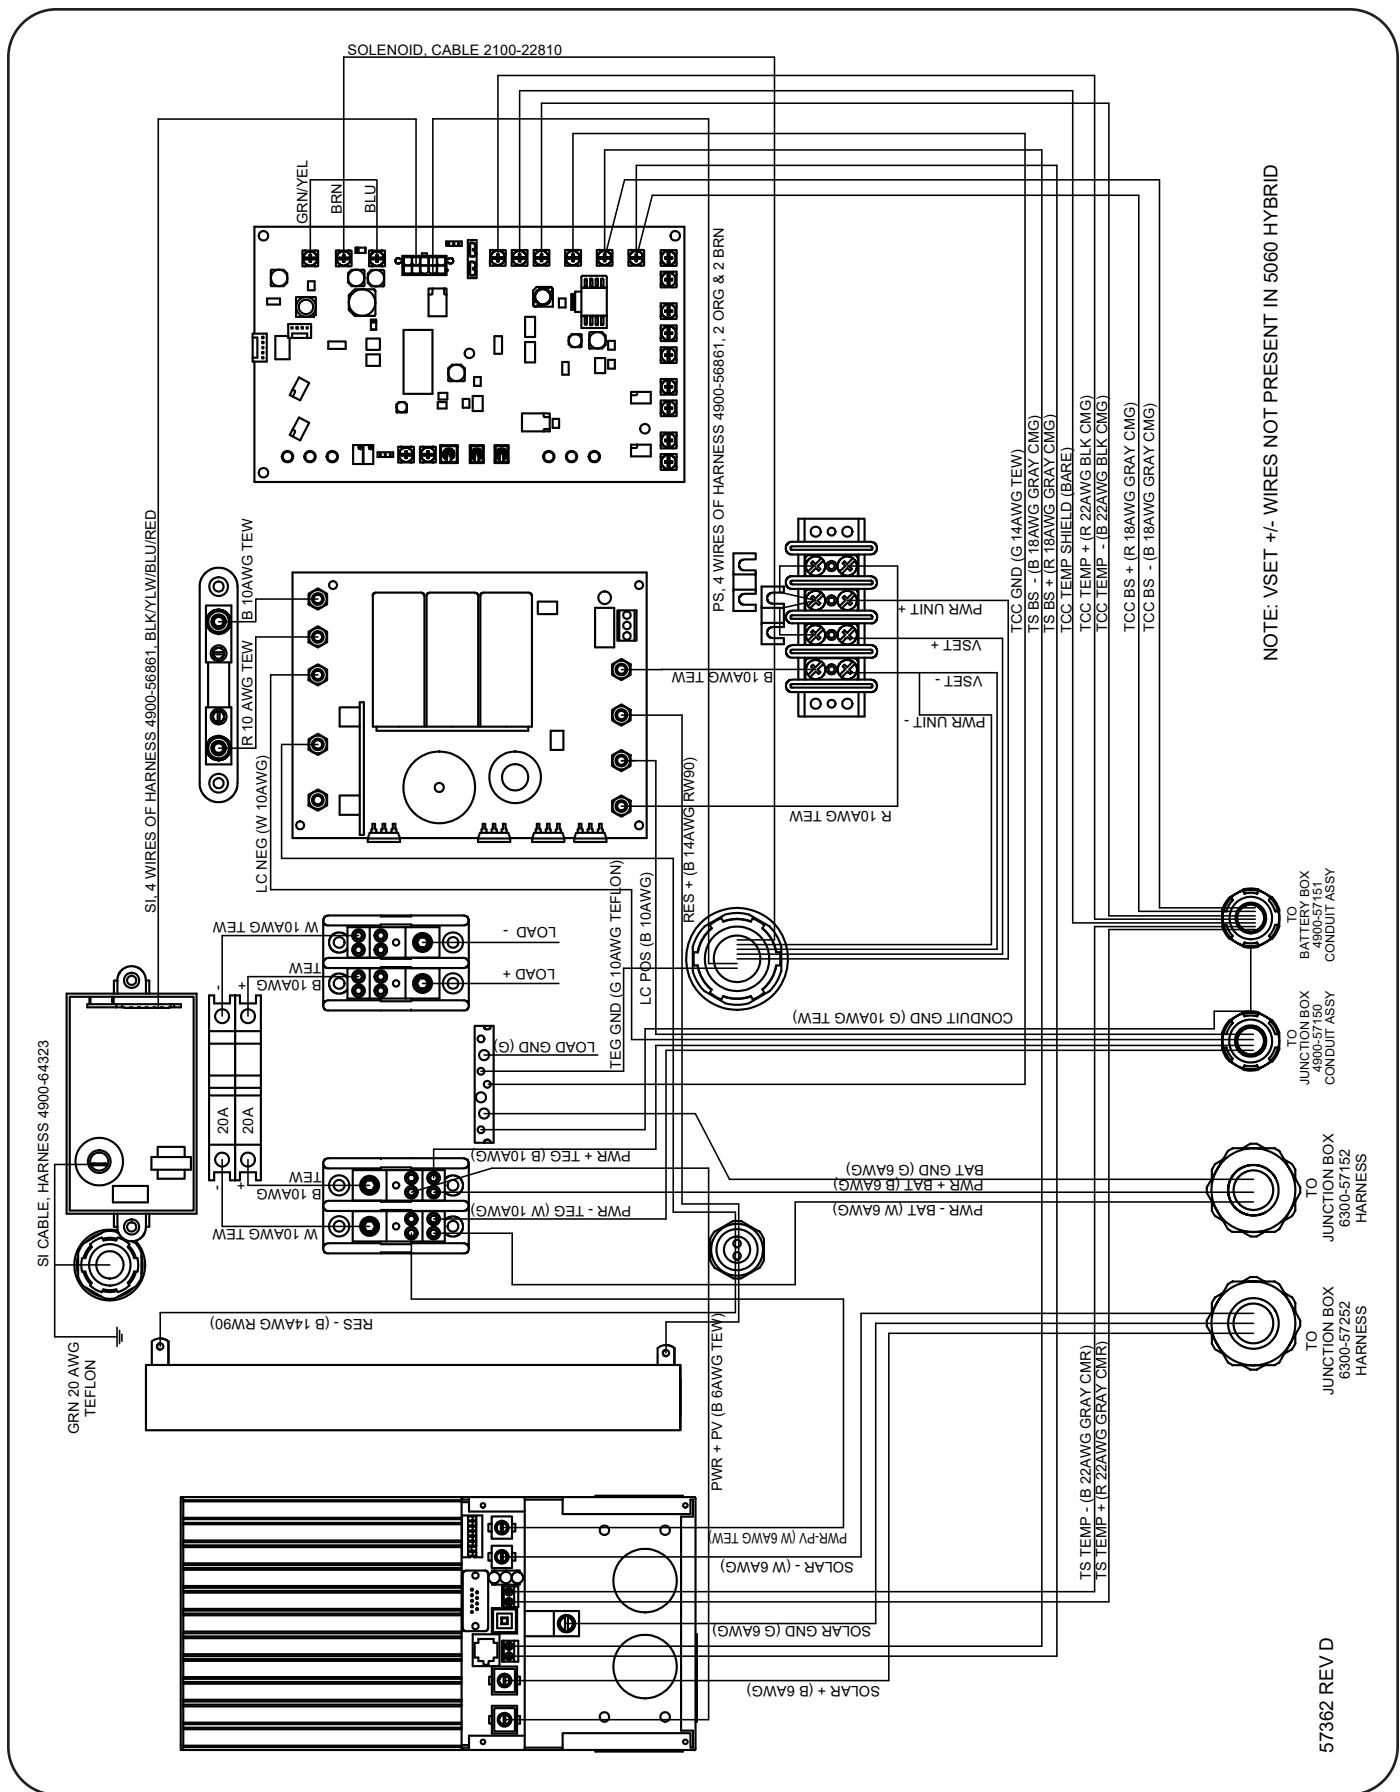 SOLENOID, CABLE 2100-22810
GRN/YEL
BRN
BLU
SI, 4 WIRES OF HARNESS 4900-56861, BLK/YLW/BLU/RED
PS, 4 WIRES OF HARNESS 4900-56861, 2 ORG & 2 BRN
B 10AWG TEW
R 10 AWG TEW
LC NEG (W 10AWG)
B 10AWG TEW
R 10AWG TEW
PWR UNIT +
VSET +
VSET -
PWR UNIT -
TCC GND (G 14AWG TEW)
TS BS - (B 18AWG GRAY CMG)
TS BS + (R 18AWG GRAY CMG)
TCC TEMP SHIELD (BARE)
TCC TEMP + (R 22AWG BLK CMG)
TCC TEMP - (B 22AWG BLK CMG)
TCC BS + (R 18AWG GRAY CMG)
TCC BS - (B 18AWG GRAY CMG)
NOTE: VSET +/- WIRES NOT PRESENT IN 5060 HYBRID
SI CABLE, HARNESS 4900-64323
GRN 20 AWG
TEFLON
W 10AWG TEW
-
B 10AWG
TEW
+
20A
20A
-
W 10AWG TEW
+
B 10AWG
TEW
LOAD -
LOAD +
LOAD GND (G)
TEG GND (G 10AWG TEFLON)
LC POS (B 10AWG)
RES + (B 14AWG RW90)
CONDUIT GND (G 10AWG TEW)
PWR + TEG (B 10AWG)
PWR - TEG (W 10AWG)
BAT GND (G 6AWG)
PWR + BAT (B 6AWG)
PWR - BAT (W 6AWG)
RES - (B 14AWG RW90)
PWR + PV (B 6AWG TEW)
PWR-PV (W 6AWG TEW)
SOLAR - (W 6AWG)
SOLAR GND (G 6AWG)
SOLAR + (B 6AWG)
TS TEMP - (B 22AWG GRAY CMR)
TS TEMP + (R 22AWG GRAY CMR)
TO
BATTERY BOX
4900-57151
CONDUIT ASSY
TO
JUNCTION BOX
4900-57150
CONDUIT ASSY
TO
JUNCTION BOX
6300-57152
HARNESS
TO
JUNCTION BOX
6300-57252
HARNESS
57362 REV D